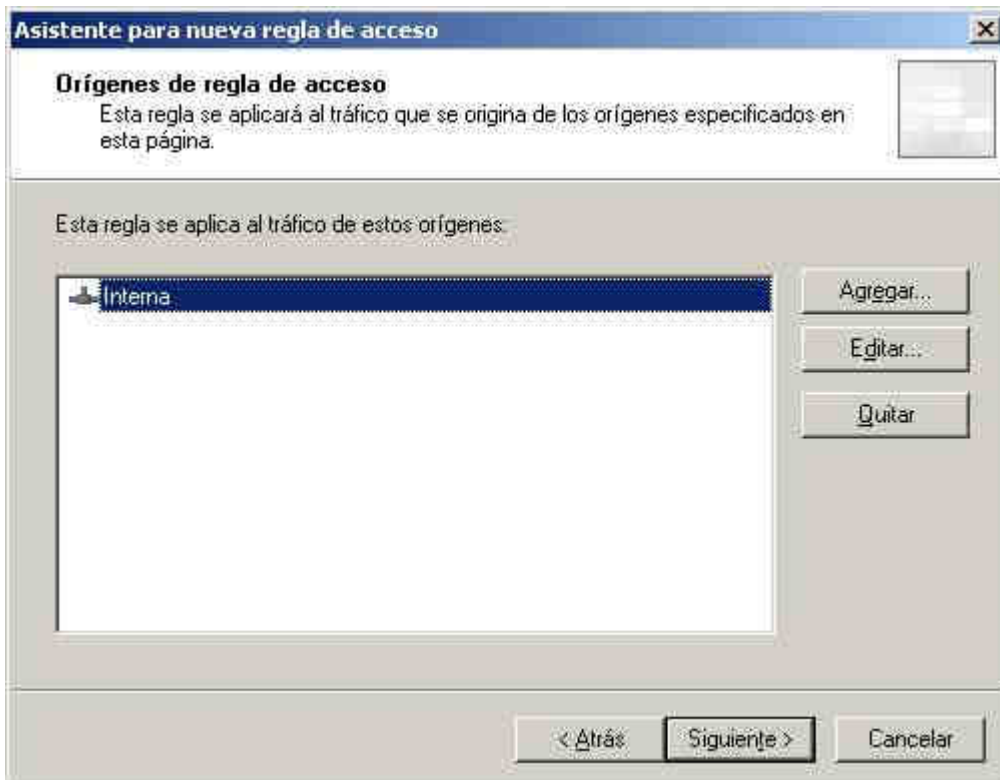 Asistente para nueva regla de acceso
Orígenes de regla de acceso
Esta regla se aplicará al tráfico que se origina de los orígenes especificados en
esta página.
Esta regla se aplica al tráfico de estos orígenes:
Interna
Agregar...
Editar...
Quitar
< Atrás
Siguiente >
Cancelar